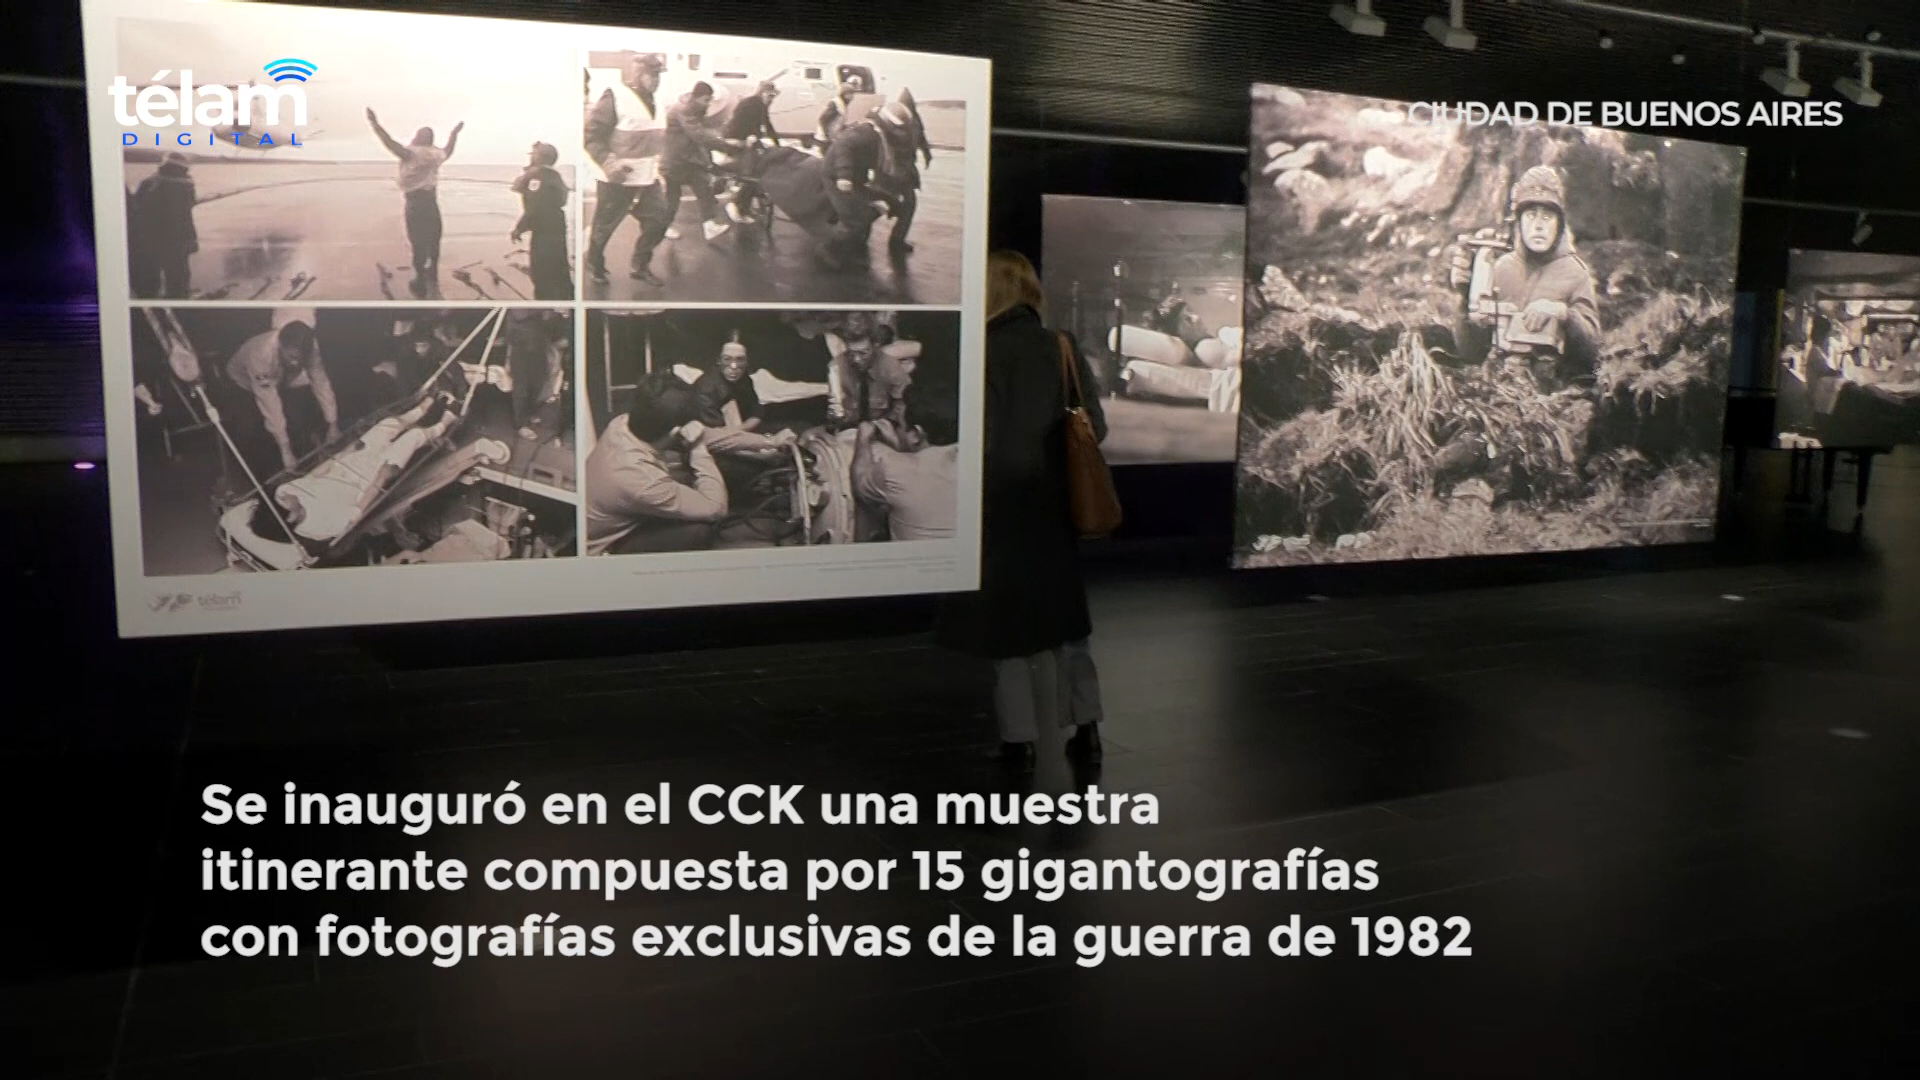 télam
DIGITAL
CIUDAD DE BUENOS AIRES
télam
Se inauguró en el CCK una muestra
itinerante compuesta por 15 gigantografías
con fotografías exclusivas de la guerra de 1982